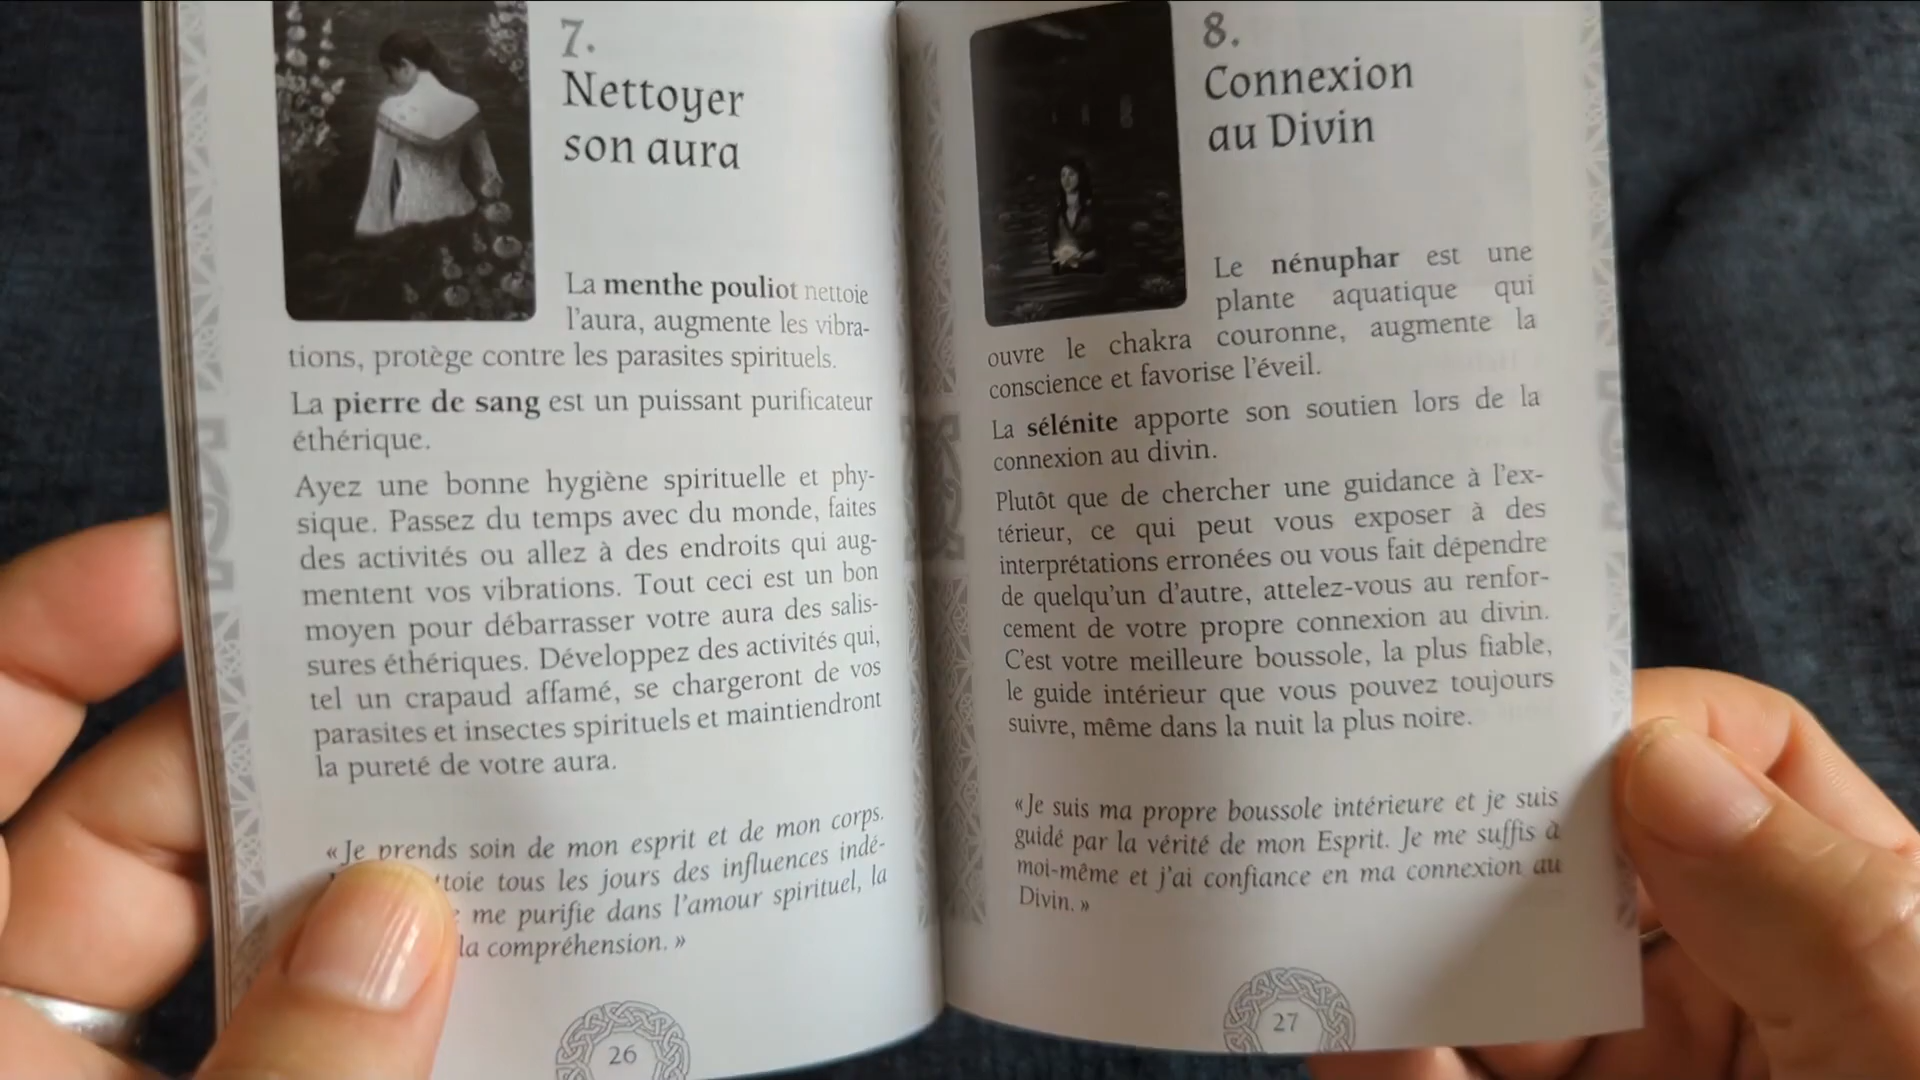 7.
Nettoyer
son aura
La menthe pouliot nettoie
l'aura, augmente les vibra-
tions, protège contre les parasites spirituels.
La pierre de sang est un puissant purificateur
éthérique.
Ayez une bonne hygiène spirituelle et phy-
sique. Passez du temps avec du monde, faites
des activités ou allez à des endroits qui aug-
mentent vos vibrations. Tout ceci est un bon
moyen pour débarrasser votre aura des salis-
sures éthériques. Développez des activités qui,
tel un crapaud affamé, se chargeront de vos
parasites et insectes spirituels et maintiendront
la pureté de votre aura.
« Je prends soin de mon esprit et de mon corps.
tous les jours des influences indé-
me purifie dans l'amour spirituel, la
la compréhension. »
26
8.
Connexion
au Divin
Le nénuphar est une
plante aquatique qui
ouvre le chakra couronne, augmente la
conscience et favorise l'éveil.
La sélénite apporte son soutien lors de la
connexion au divin.
Plutôt que de chercher une guidance à l'ex-
térieur, ce qui peut vous exposer à des
interprétations erronées ou vous fait dépendre
de quelqu'un d'autre, attelez-vous au renfor-
cement de votre propre connexion au divin.
C'est votre meilleure boussole, la plus fiable,
le guide intérieur que vous pouvez toujours
suivre, même dans la nuit la plus noire.
« Je suis ma propre boussole intérieure et je suis
guidé par la vérité de mon Esprit. Je me suffis à
moi-même et j'ai confiance en ma connexion au
Divin. »
27